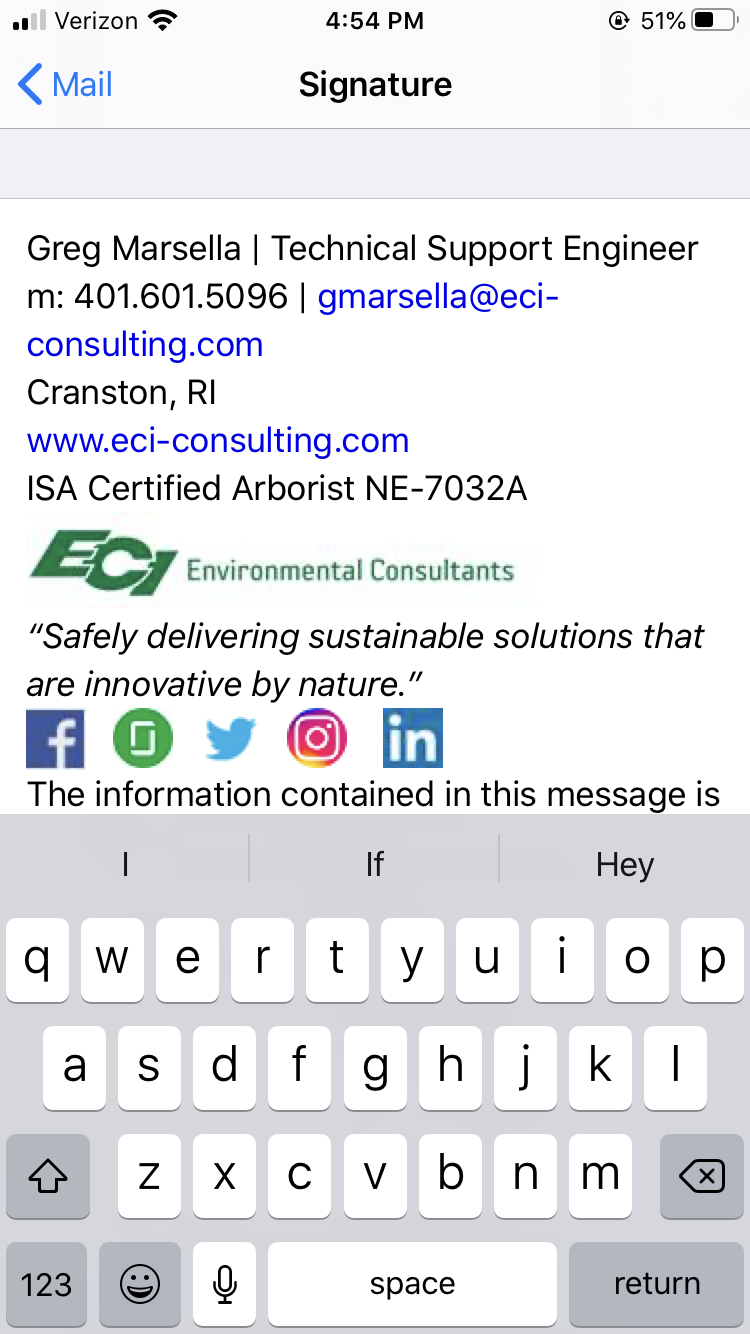 Verizon 4:54 PM 51%
Mail Signature
Greg Marsella | Technical Support Engineer
m: 401.601.5096 | gmarsella@eci-
consulting.com
Cranston, RI
www.eci-consulting.com
ISA Certified Arborist NE-7032A
ECI Environmental Consultants
“Safely delivering sustainable solutions that
are innovative by nature.”
f in
The information contained in this message is
I If Hey
q w e r t y u i o p
a s d f g h j k l
z x c v b n m
123 space return